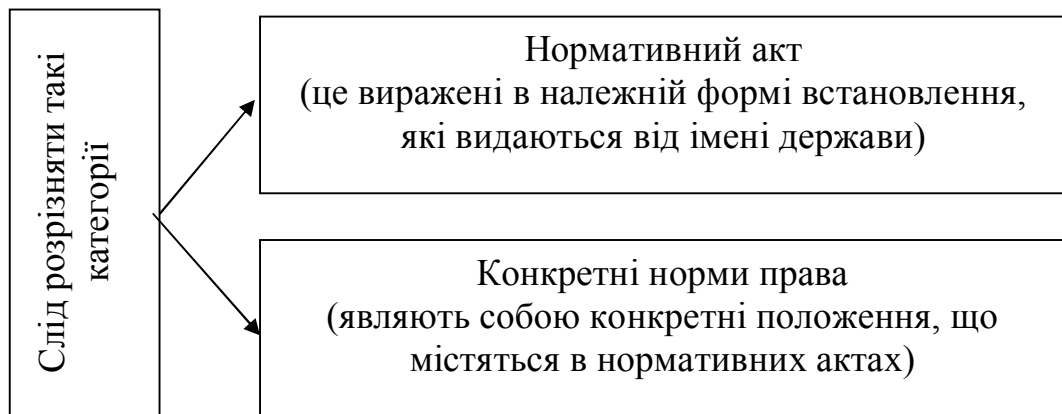 Слід розрізняти такі
категорії
Нормативний акт
(це виражені в належній формі встановлення,
які видаються від імені держави)
Конкретні норми права
(являють собою конкретні положення, що
містяться в нормативних актах)